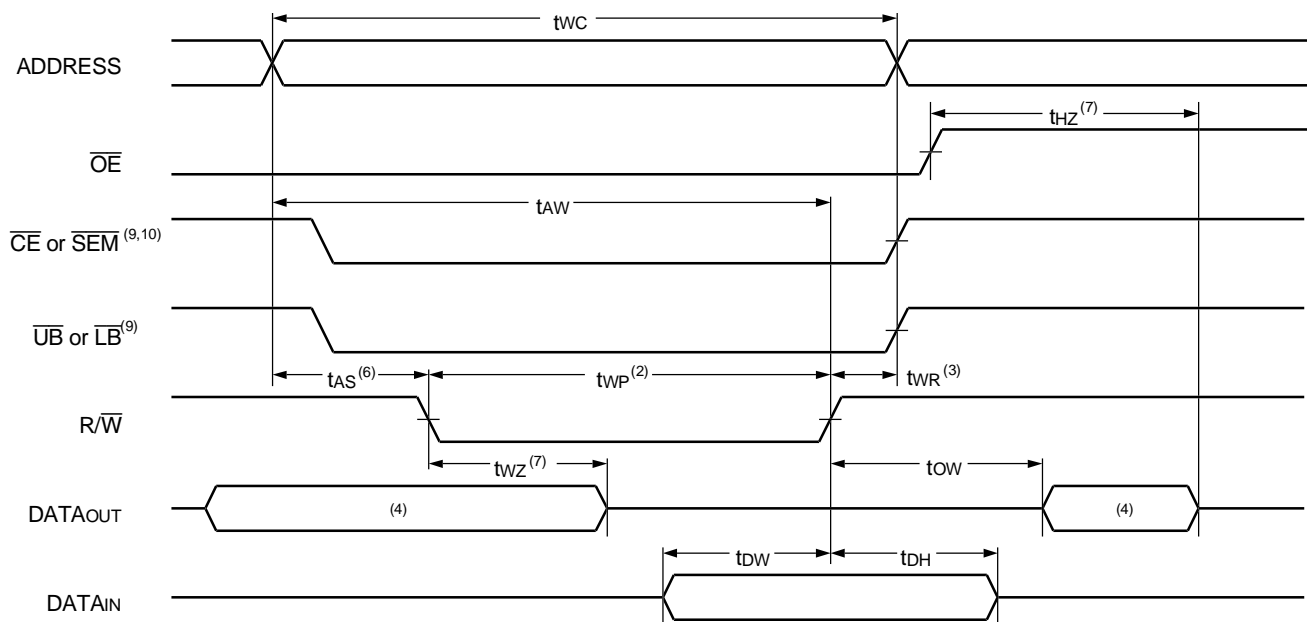 tWC
ADDRESS
tHZ(7)
OE
tAW
CE or SEM(9,10)
UB or LB(9)
tAS(6) tWP(2) tWR(3)
R/W
tWZ(7) tOW
DATAOUT (4) (4)
tDW tDH
DATAIN